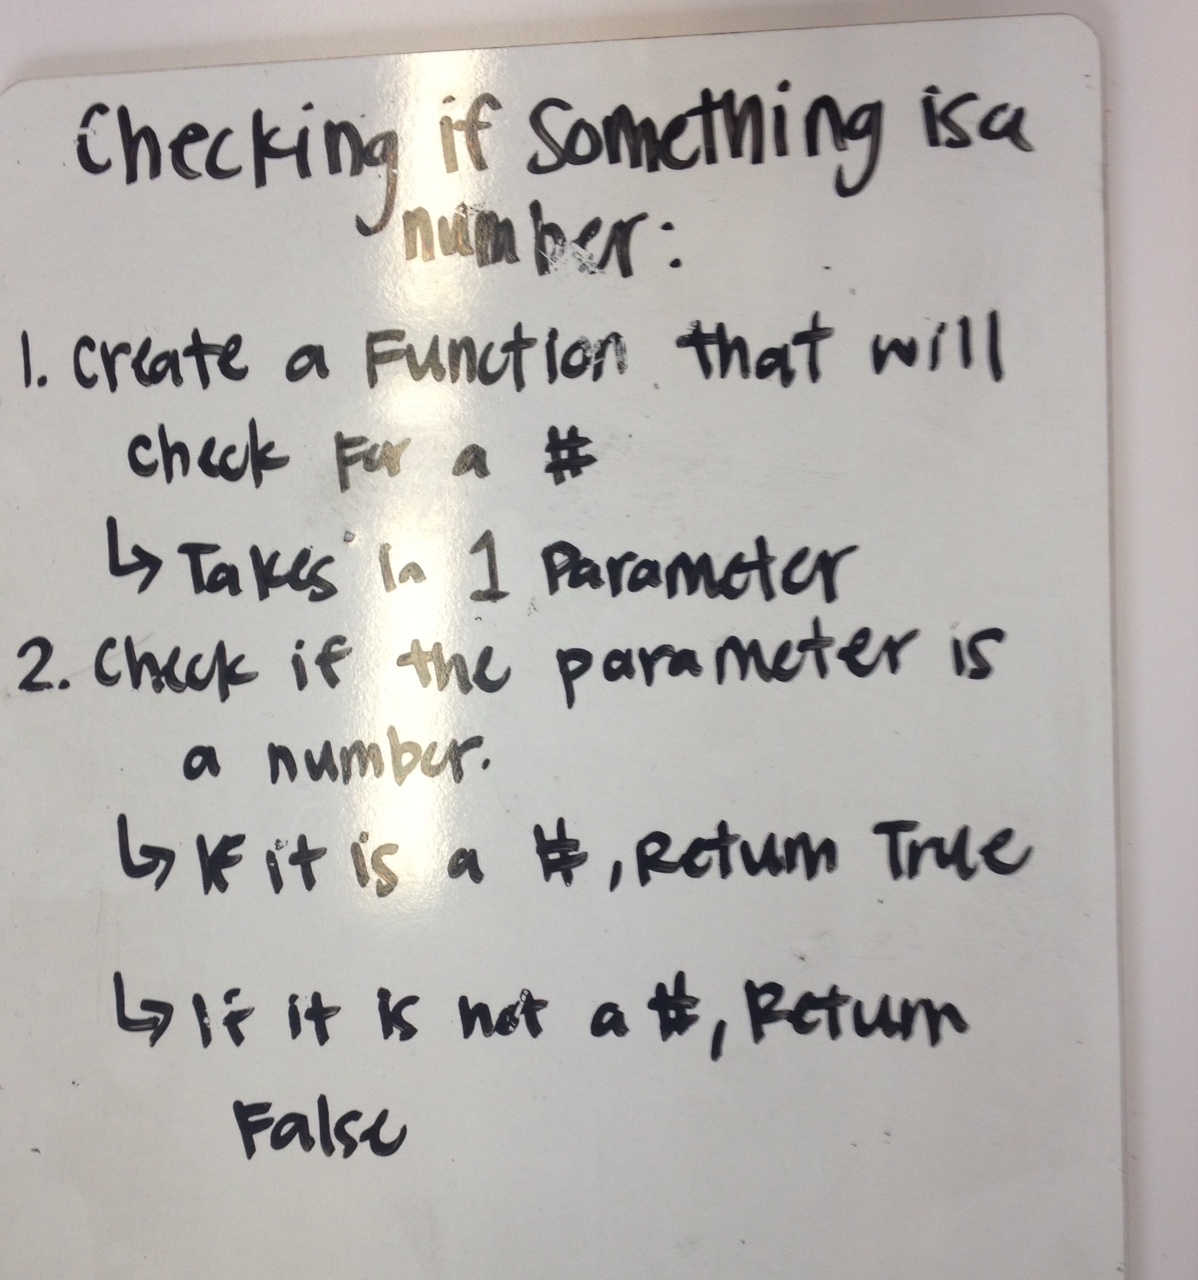 Checking if something is a
number:
1. Create a Function that will
check For a #
↳ Takes in 1 Parameter
2. Check if the parameter is
a number.
↳ If it is a #, Return True
↳ If it is not a #, Return
False